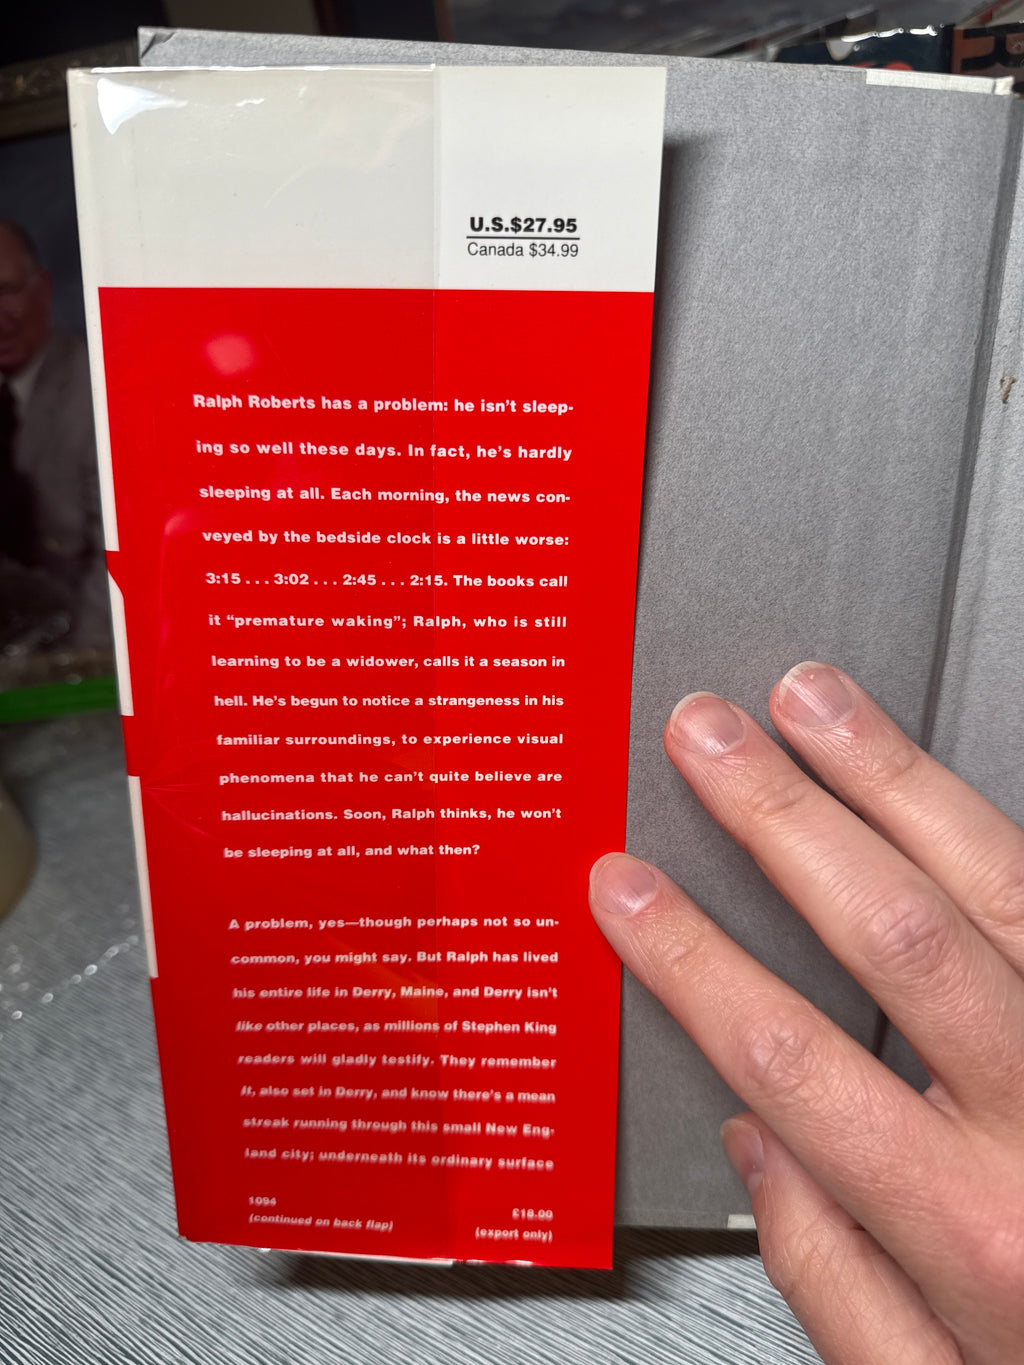 U.S.$27.95
Canada $34.99
Ralph Roberts has a problem: he isn't sleep-
ing so well these days. In fact, he's hardly
sleeping at all. Each morning, the news con-
veyed by the bedside clock is a little worse:
3:15 . . . 3:02 . . . 2:45 . . . 2:15. The books call
it “premature waking”; Ralph, who is still
learning to be a widower, calls it a season in
hell. He's begun to notice a strangeness in his
familiar surroundings, to experience visual
phenomena that he can't quite believe are
hallucinations. Soon, Ralph thinks, he won't
be sleeping at all, and what then?
A problem, yes—though perhaps not so un-
common, you might say. But Ralph has lived
his entire life in Derry, Maine, and Derry isn't
like other places, as millions of Stephen King
readers will gladly testify. They remember
It, also set in Derry, and know there's a mean
streak running through this small New Eng-
land city; underneath its ordinary surface
1094
£18.00
(continued on back flap)
(export only)